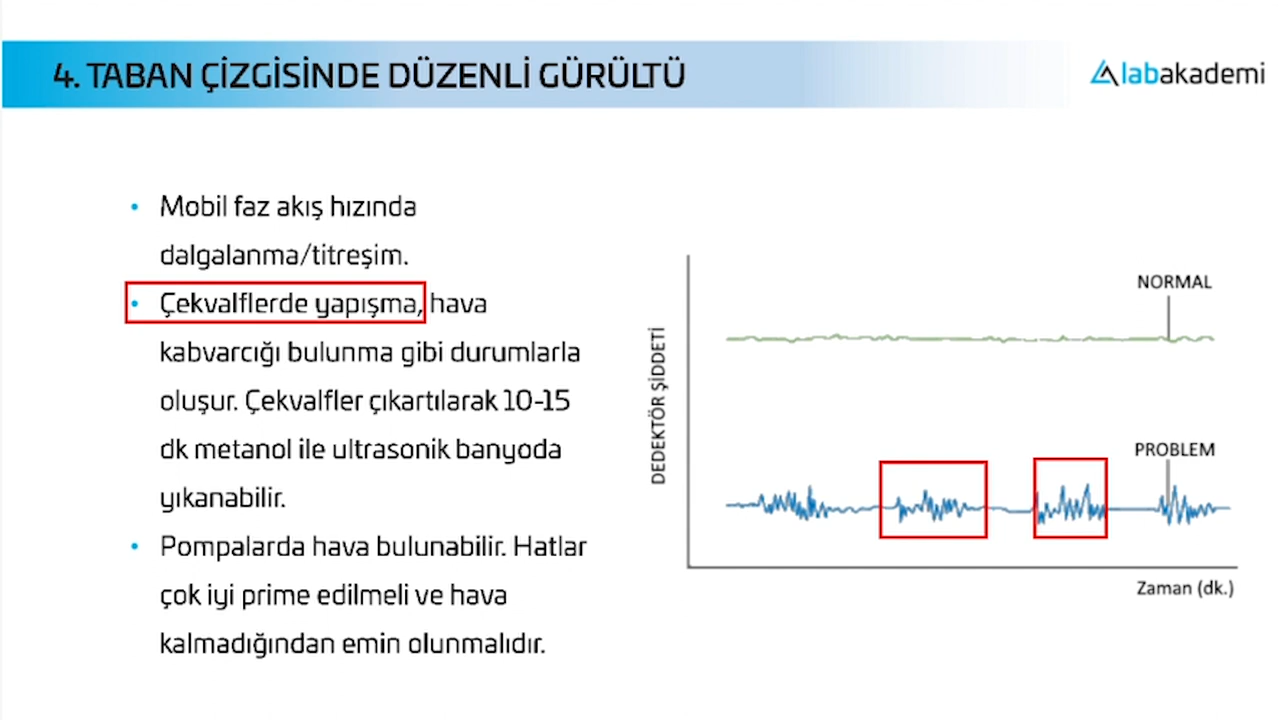 4. TABAN ÇİZGİSİNDE DÜZENLİ GÜRÜLTÜ
labakademi
• Mobil faz akış hızında
dalgalanma/titreşim.
• Çekvalflerde yapışma, hava
kabvarcığı bulunma gibi durumlarla
oluşur. Çekvalfler çıkartılarak 10-15
dk metanol ile ultrasonik banyoda
yıkanabilir.
• Pompalarda hava bulunabilir. Hatlar
çok iyi prime edilmeli ve hava
kalmadığından emin olunmalıdır.
DEDEKTÖR ŞİDDETİ
NORMAL
PROBLEM
Zaman (dk.)